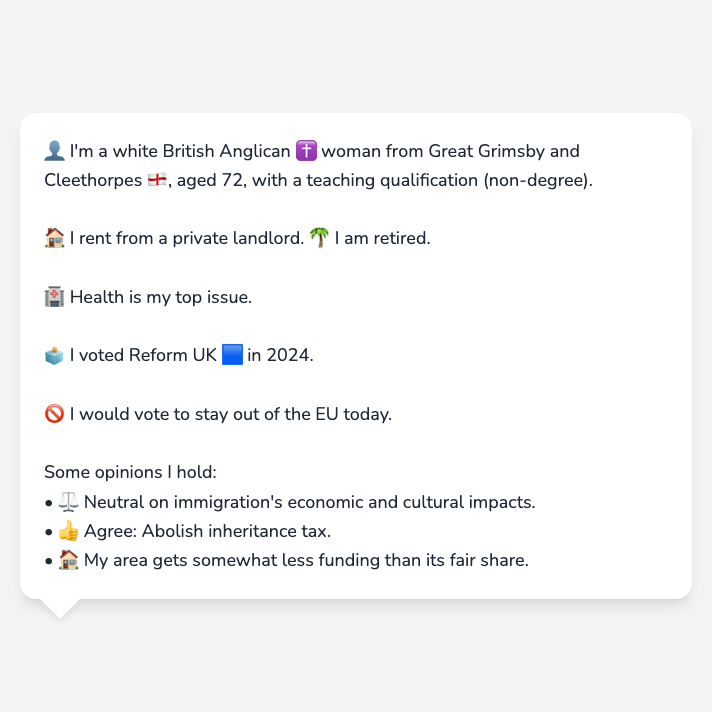 👤 I'm a white British Anglican ✝️ woman from Great Grimsby and
Cleethorpes 🏴󠁧󠁢󠁥󠁮󠁧󠁿, aged 72, with a teaching qualification (non-degree).
🏠 I rent from a private landlord. 🌴 I am retired.
🏥 Health is my top issue.
🗳️ I voted Reform UK 🟦 in 2024.
🚫 I would vote to stay out of the EU today.
Some opinions I hold:
• ⚖️ Neutral on immigration's economic and cultural impacts.
• 👍 Agree: Abolish inheritance tax.
• 🏠 My area gets somewhat less funding than its fair share.